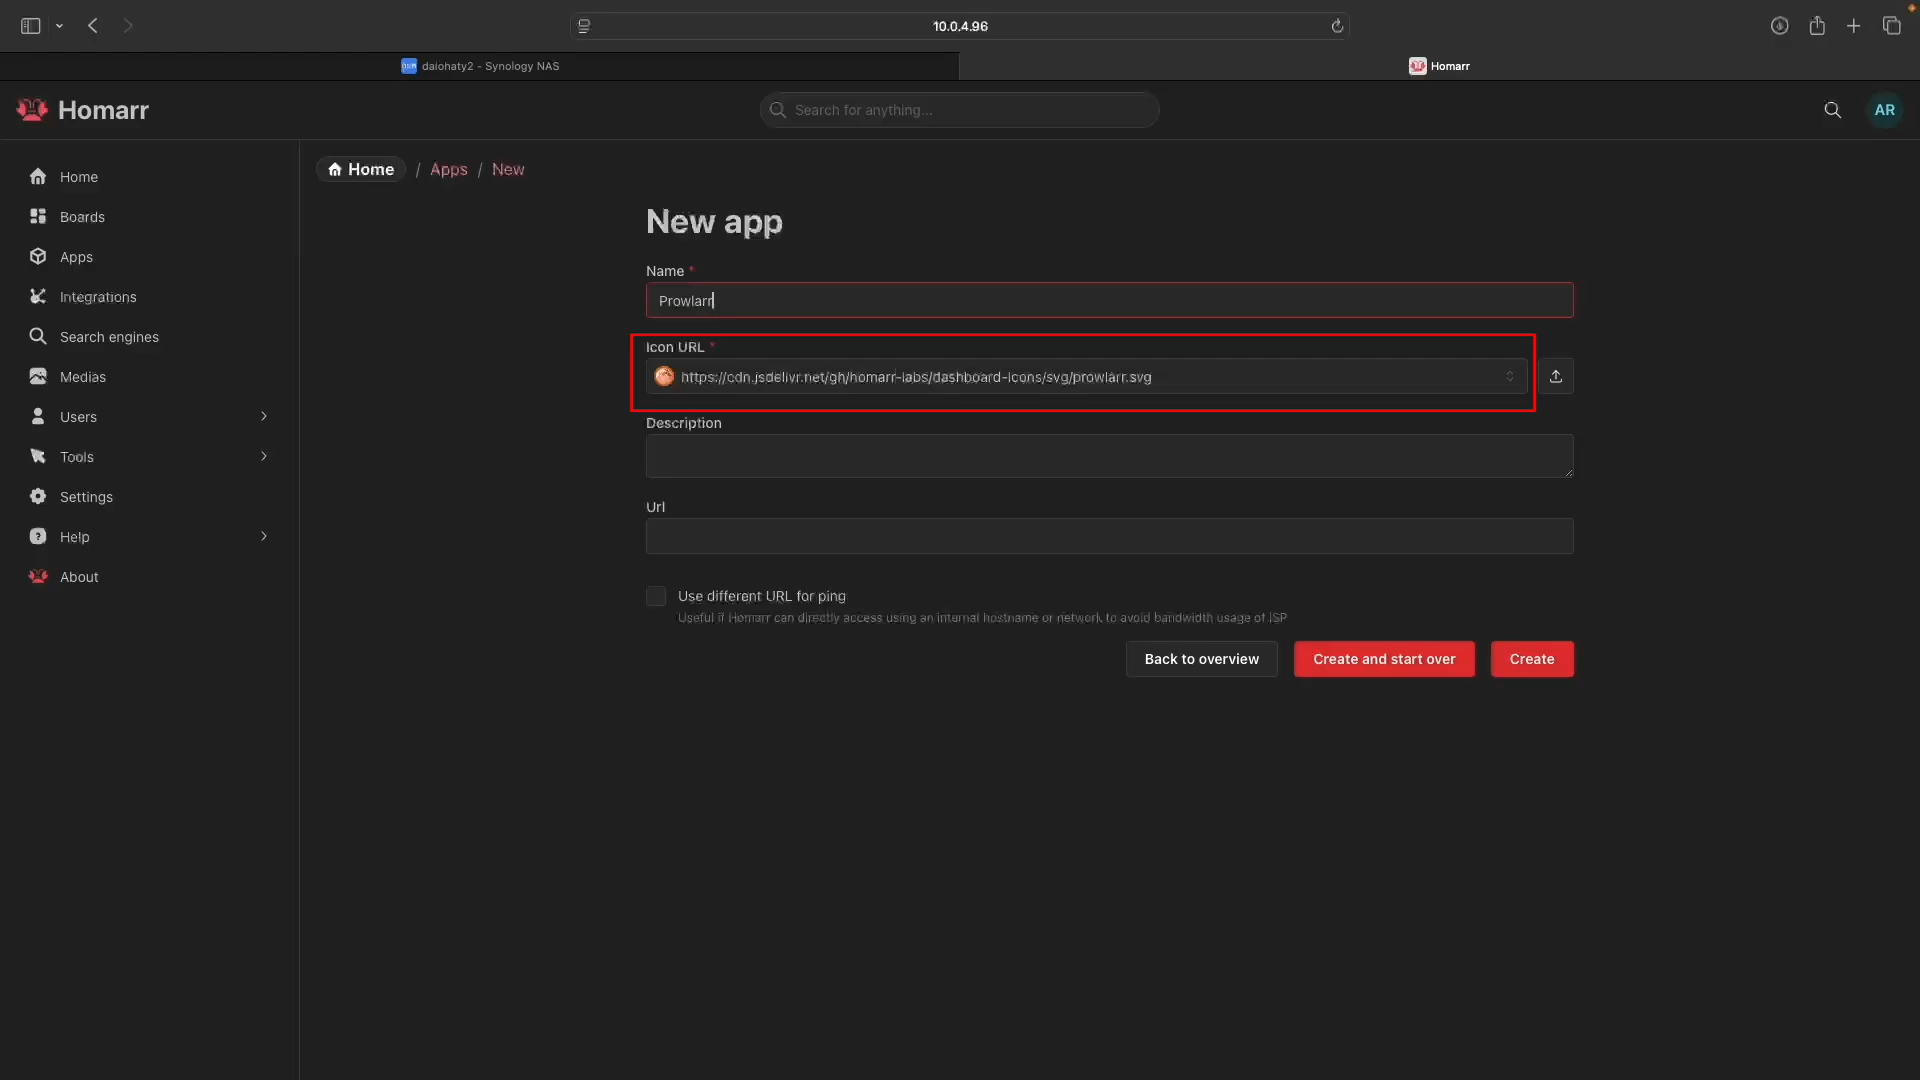 10.0.4.96
daiohaty2 - Synology NAS
Homarr
Homarr
Search for anything...
AR
Home
Boards
Apps
Integrations
Search engines
Medias
Users
Tools
Settings
Help
About
Home / Apps / New
New app
Name *
Prowlarr
Icon URL *
https://cdn.jsdelivr.net/gh/homarr-labs/dashboard-icons/svg/prowlarr.svg
Description
Url
Use different URL for ping
Useful if Homarr can directly access using an internal hostname or network to avoid bandwidth usage of ISP
Back to overview
Create and start over
Create